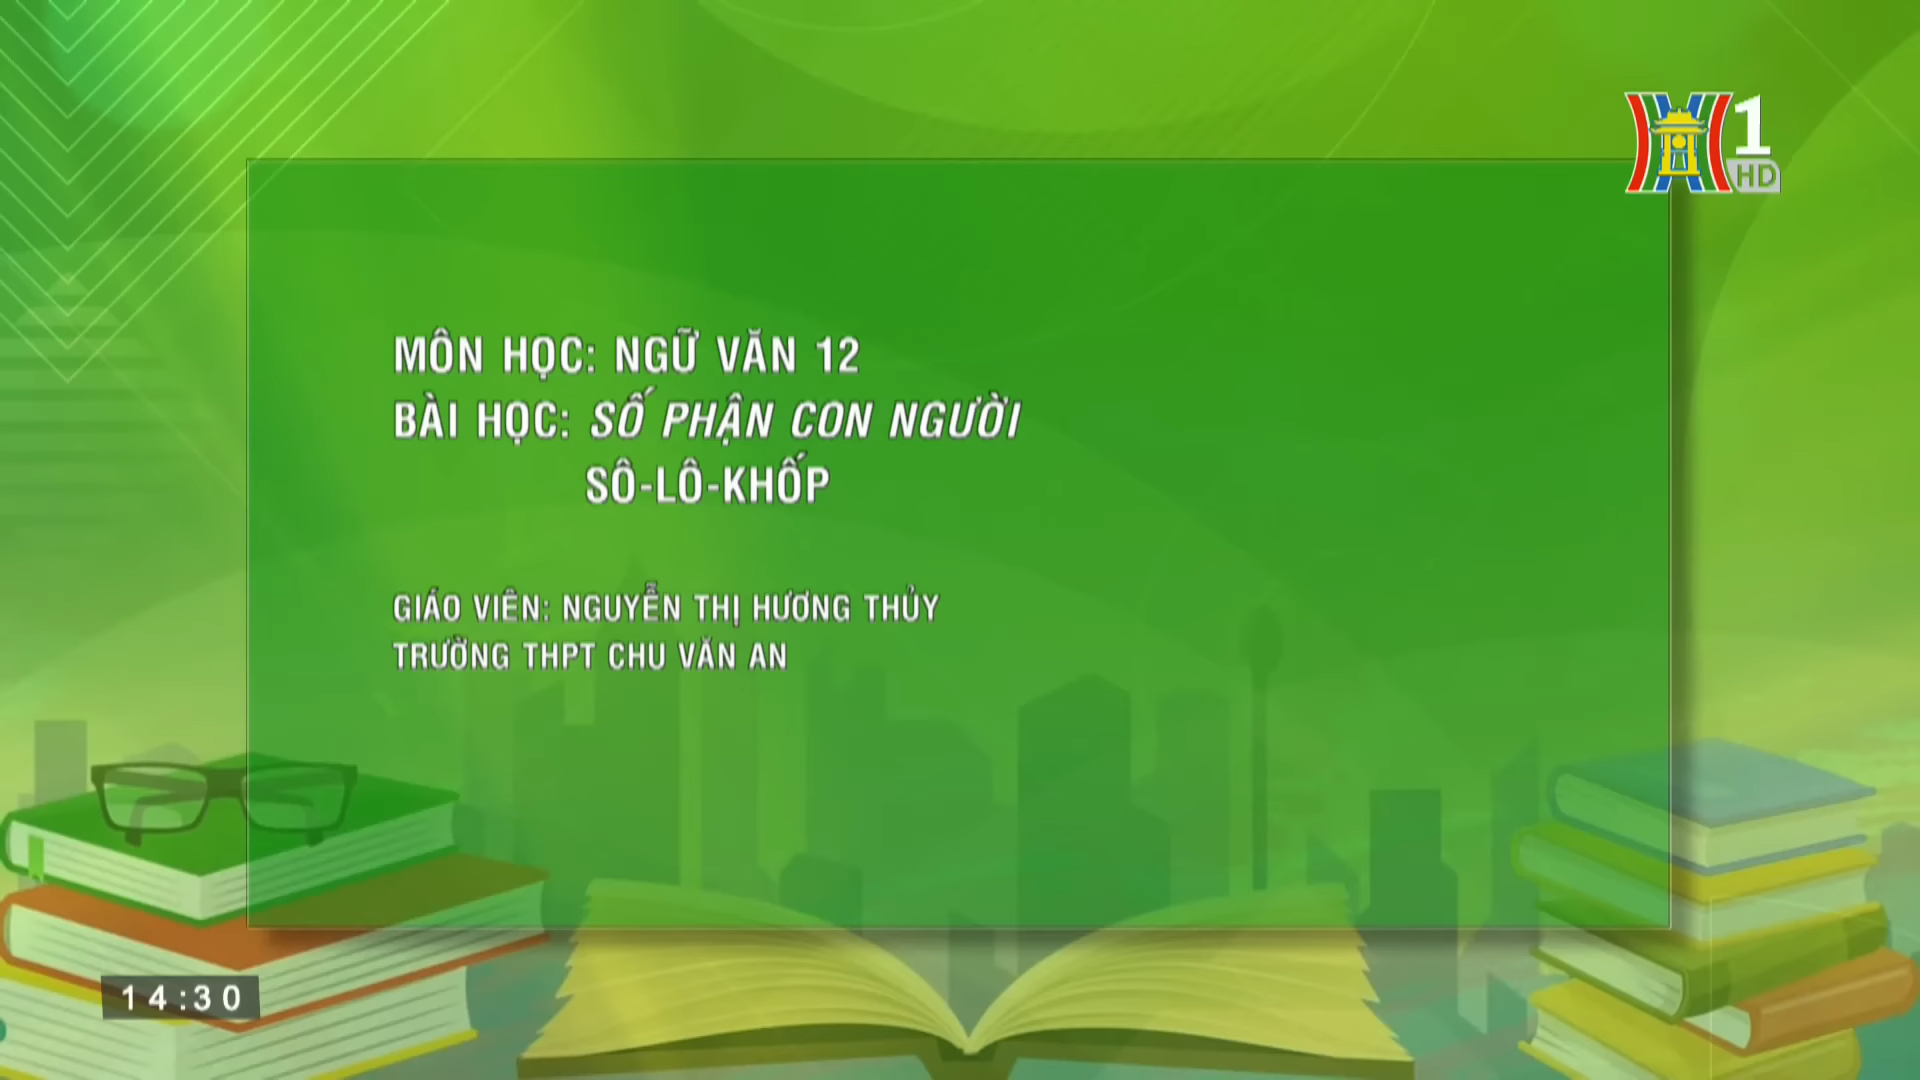 1
HD
MÔN HỌC: NGỮ VĂN 12
BÀI HỌC: SỐ PHẬN CON NGƯỜI
SÔ-LÔ-KHỐP
GIÁO VIÊN: NGUYỄN THỊ HƯƠNG THỦY
TRƯỜNG THPT CHU VĂN AN
14:30